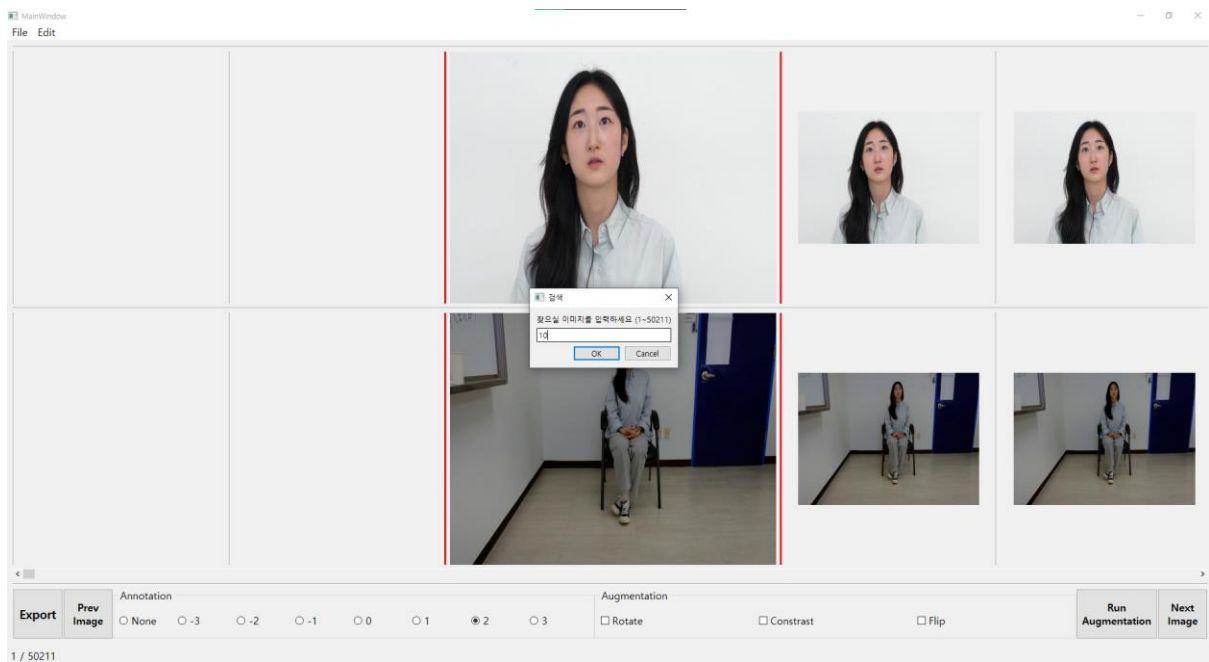 MainWindow
File Edit
검색
찾으실 이미지를 입력하세요 (1~50211)
10
OK Cancel
Export
Prev Image
Annotation
None -3 -2 -1 0 1 2 3
Augmentation
Rotate Constrast Flip
Run Augmentation
Next Image
1 / 50211